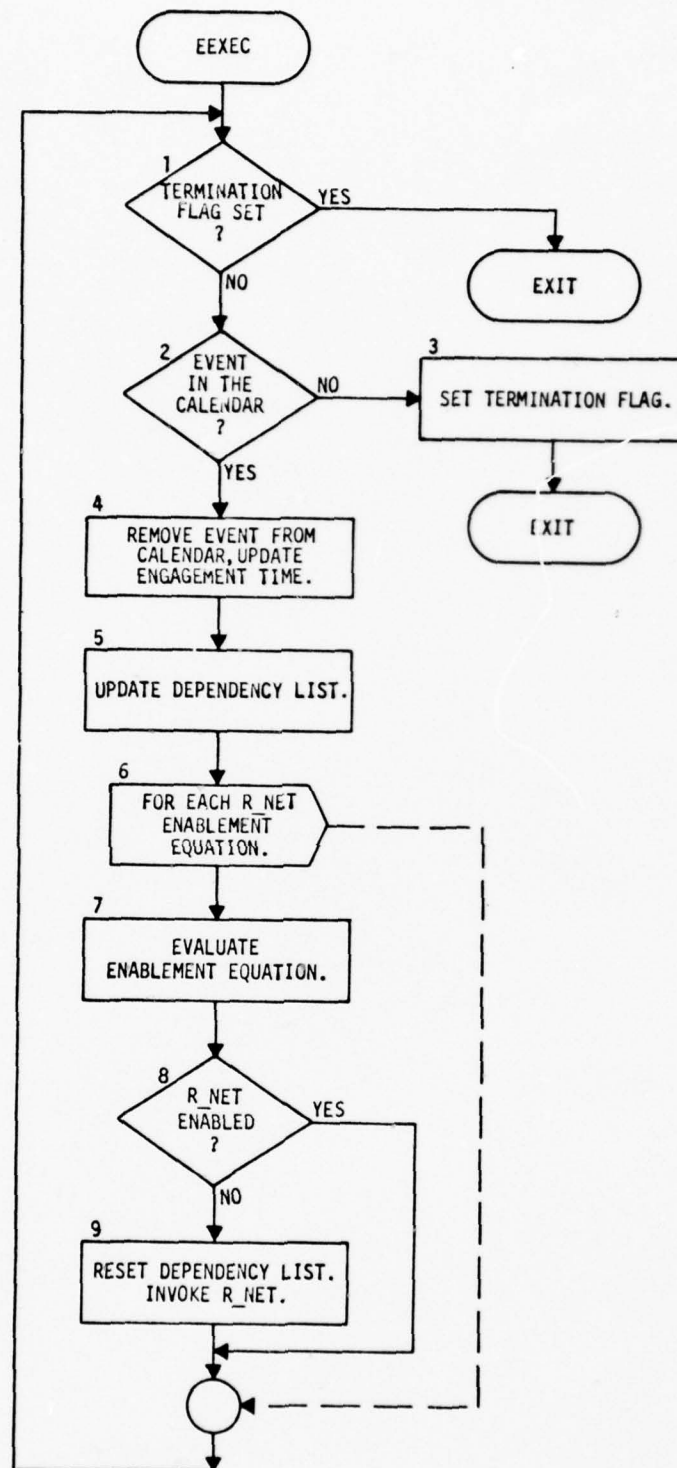 EEXEC
1
TERMINATION
FLAG SET
?
YES
EXIT
NO
2
EVENT
IN THE
CALENDAR
?
NO
3
SET TERMINATION FLAG.
YES
EXIT
4
REMOVE EVENT FROM
CALENDAR, UPDATE
ENGAGEMENT TIME.
5
UPDATE DEPENDENCY LIST.
6
FOR EACH R_NET
ENABLEMENT
EQUATION.
7
EVALUATE
ENABLEMENT EQUATION.
8
R_NET
ENABLED
?
YES
NO
9
RESET DEPENDENCY LIST.
INVOKE R_NET.